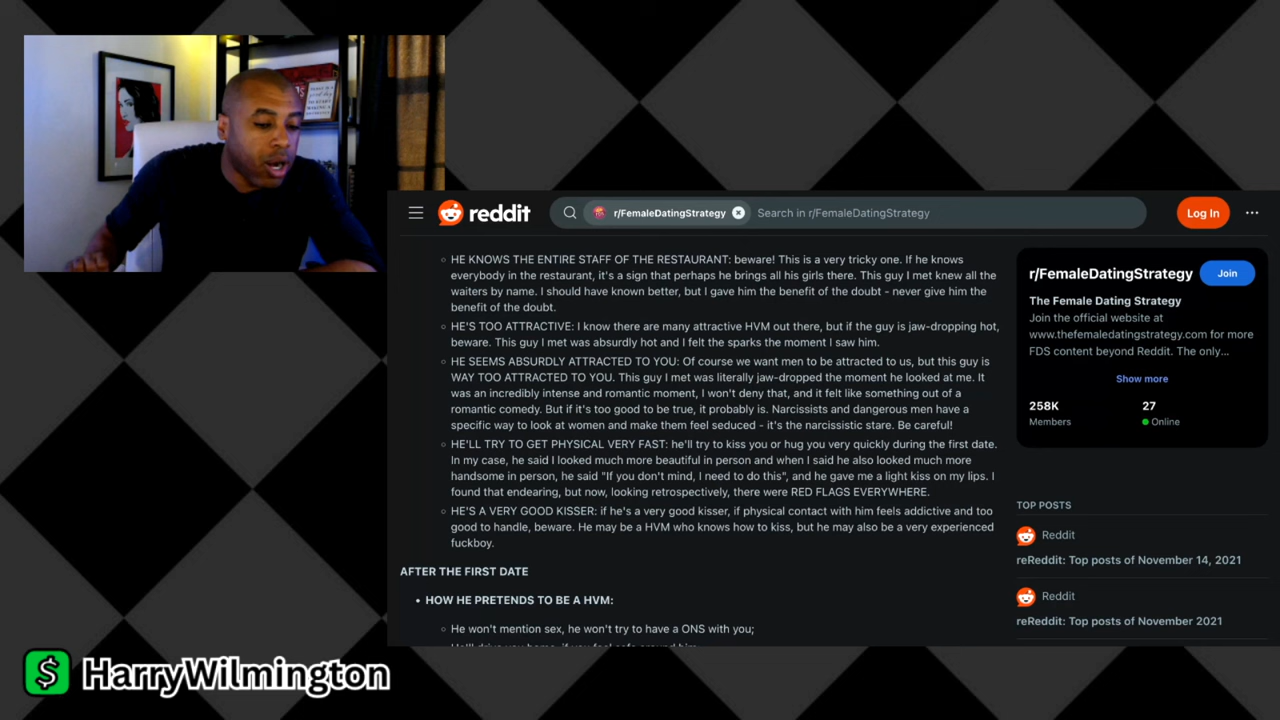 reddit
r/FemaleDatingStrategy
Search in r/FemaleDatingStrategy
Log In
HE KNOWS THE ENTIRE STAFF OF THE RESTAURANT: beware! This is a very tricky one. If he knows
everybody in the restaurant, it's a sign that perhaps he brings all his girls there. This guy I met knew all the
waiters by name. I should have known better, but I gave him the benefit of the doubt - never give him the
benefit of the doubt.
HE'S TOO ATTRACTIVE: I know there are many attractive HVM out there, but if the guy is jaw-dropping hot,
beware. This guy I met was absurdly hot and I felt the sparks the moment I saw him.
HE SEEMS ABSURDLY ATTRACTED TO YOU: Of course we want men to be attracted to us, but this guy is
WAY TOO ATTRACTED TO YOU. This guy I met was literally jaw-dropped the moment he looked at me. It
was an incredibly intense and romantic moment, I won't deny that, and it felt like something out of a
romantic comedy. But if it's too good to be true, it probably is. Narcissists and dangerous men have a
specific way to look at women and make them feel seduced - it's the narcissistic stare. Be careful!
HE'LL TRY TO GET PHYSICAL VERY FAST: he'll try to kiss you or hug you very quickly during the first date.
In my case, he said I looked much more beautiful in person and when I said he also looked much more
handsome in person, he said "If you don't mind, I need to do this", and he gave me a light kiss on my lips. I
found that endearing, but now, looking retrospectively, there were RED FLAGS EVERYWHERE.
HE'S A VERY GOOD KISSER: if he's a very good kisser, if physical contact with him feels addictive and too
good to handle, beware. He may be a HVM who knows how to kiss, but he may also be a very experienced
fuckboy.
AFTER THE FIRST DATE
HOW HE PRETENDS TO BE A HVM:
He won't mention sex, he won't try to have a ONS with you;
r/FemaleDatingStrategy
Join
The Female Dating Strategy
Join the official website at
www.thefemaledatingstrategy.com for more
FDS content beyond Reddit. The only...
Show more
258K
27
Members
Online
TOP POSTS
Reddit
reReddit: Top posts of November 14, 2021
Reddit
reReddit: Top posts of November 2021
$ HarryWilmington